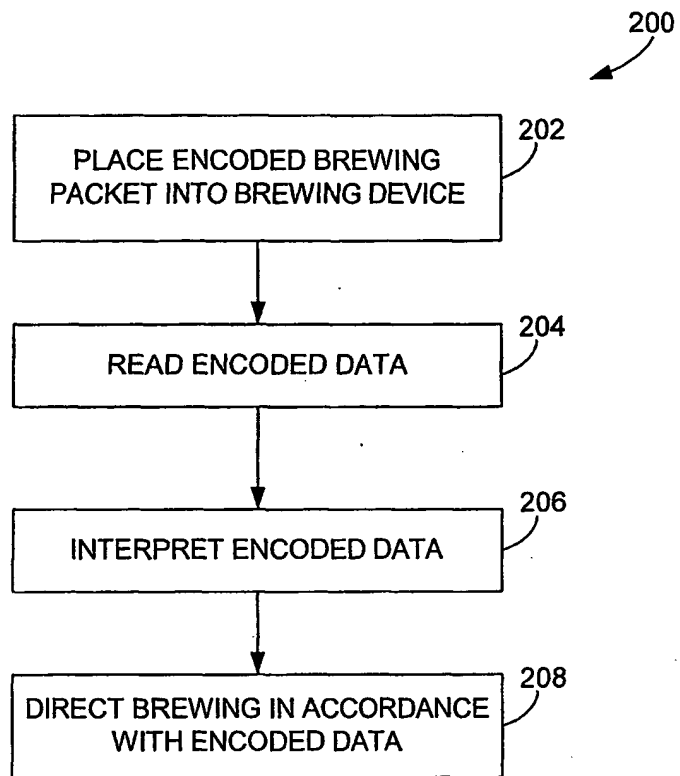 200
202
PLACE ENCODED BREWING
PACKET INTO BREWING DEVICE
204
READ ENCODED DATA
206
INTERPRET ENCODED DATA
208
DIRECT BREWING IN ACCORDANCE
WITH ENCODED DATA